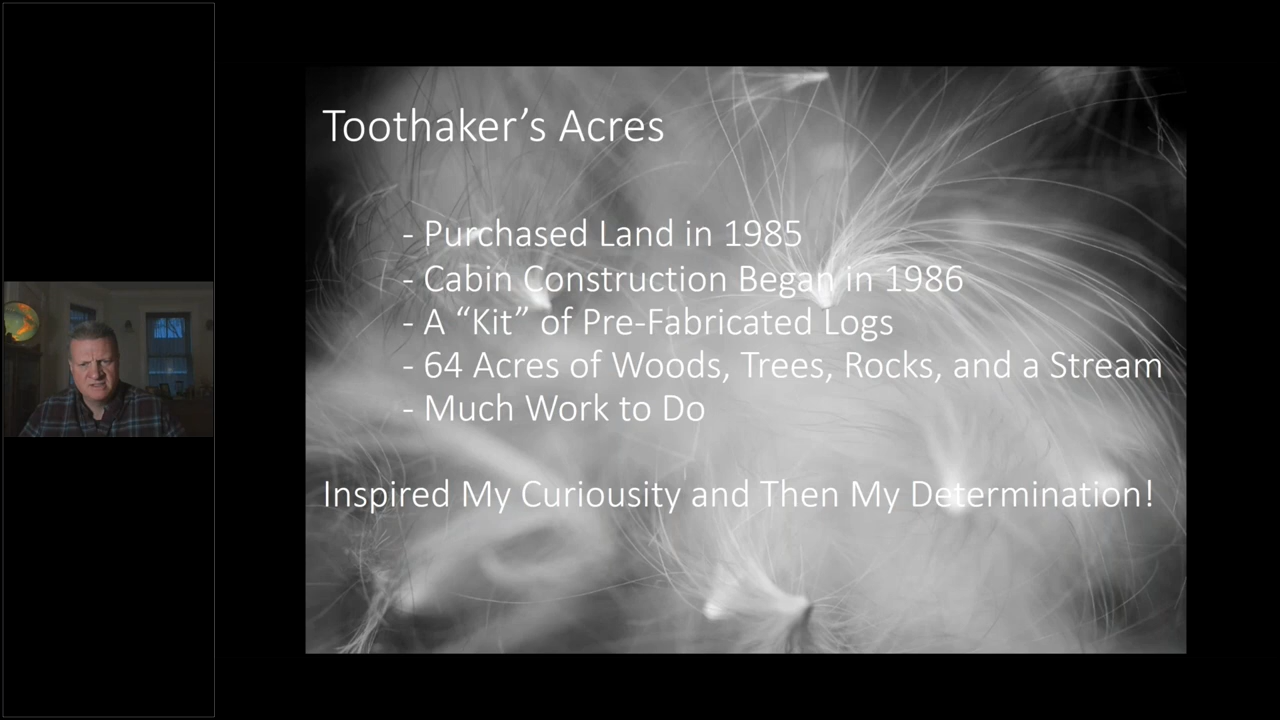 Toothaker’s Acres
- Purchased Land in 1985
- Cabin Construction Began in 1986
- A “Kit” of Pre-Fabricated Logs
- 64 Acres of Woods, Trees, Rocks, and a Stream
- Much Work to Do
Inspired My Curiousity and Then My Determination!